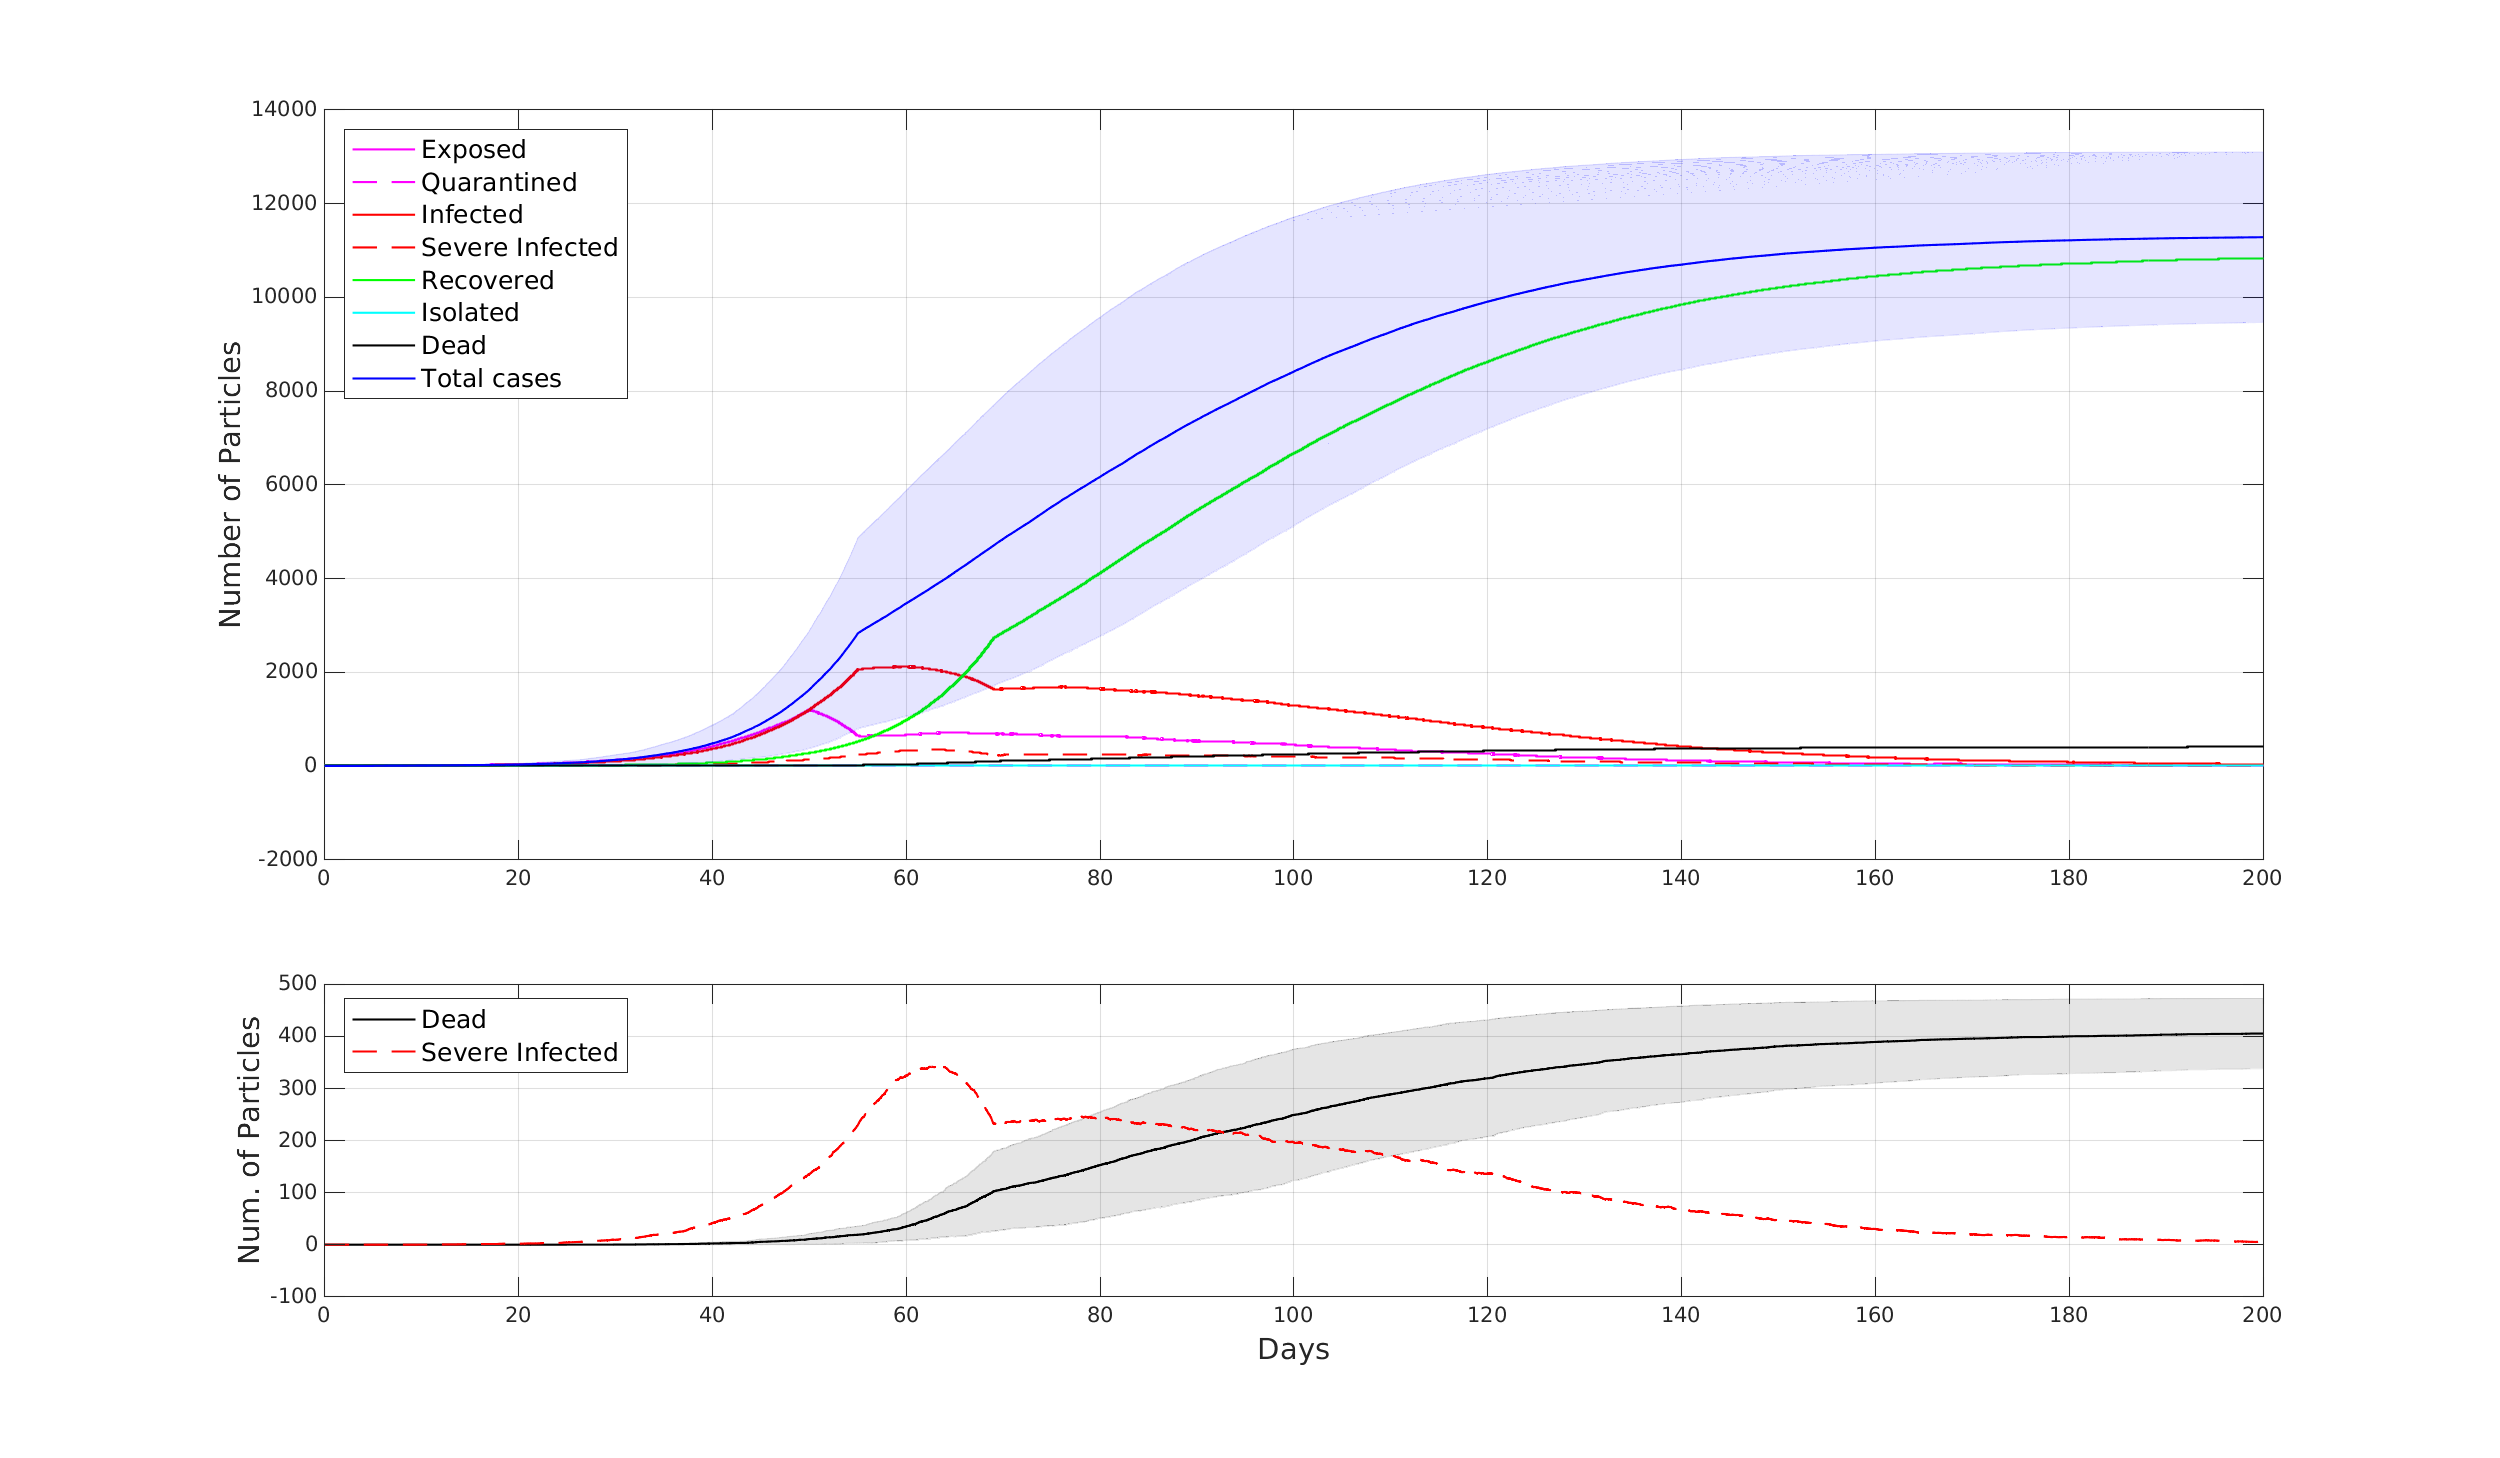 14000
12000
10000
8000
6000
4000
2000
0
-2000
Number of Particles
Exposed
Quarantined
Infected
Severe Infected
Recovered
Isolated
Dead
Total cases
0 20 40 60 80 100 120 140 160 180 200
500
400
300
200
100
0
-100
Num. of Particles
Dead
Severe Infected
0 20 40 60 80 100 120 140 160 180 200
Days